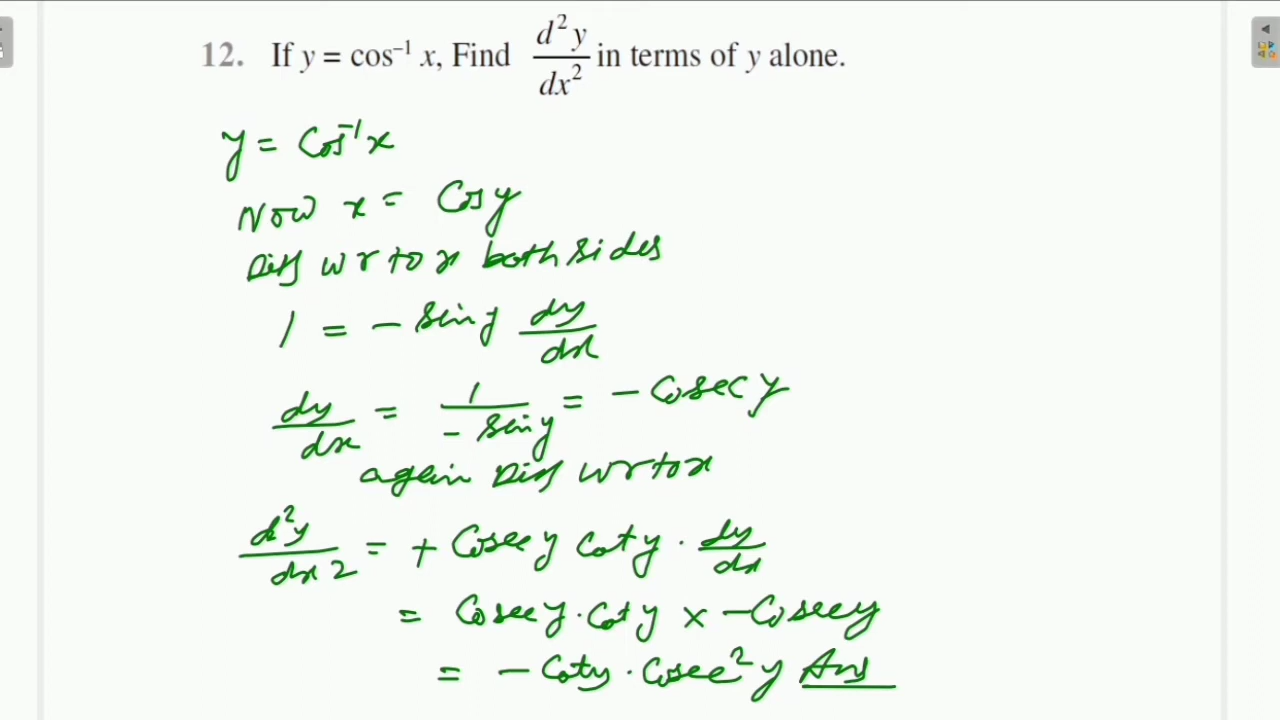 12. If y = cos⁻¹ x, Find d²y/dx² in terms of y alone.
y = Cos⁻¹x
Now x = Cos y
Diff w r to x both sides
1 = - Sin y dy/dx
dy/dx = 1/- Sin y = - Cosec y
again Diff w r to x
d²y/dx2 = + Cosec y Cot y . dy/dx
= Cosec y . Cot y × -Cosec y
= - Cot y . Cosec² y Ans